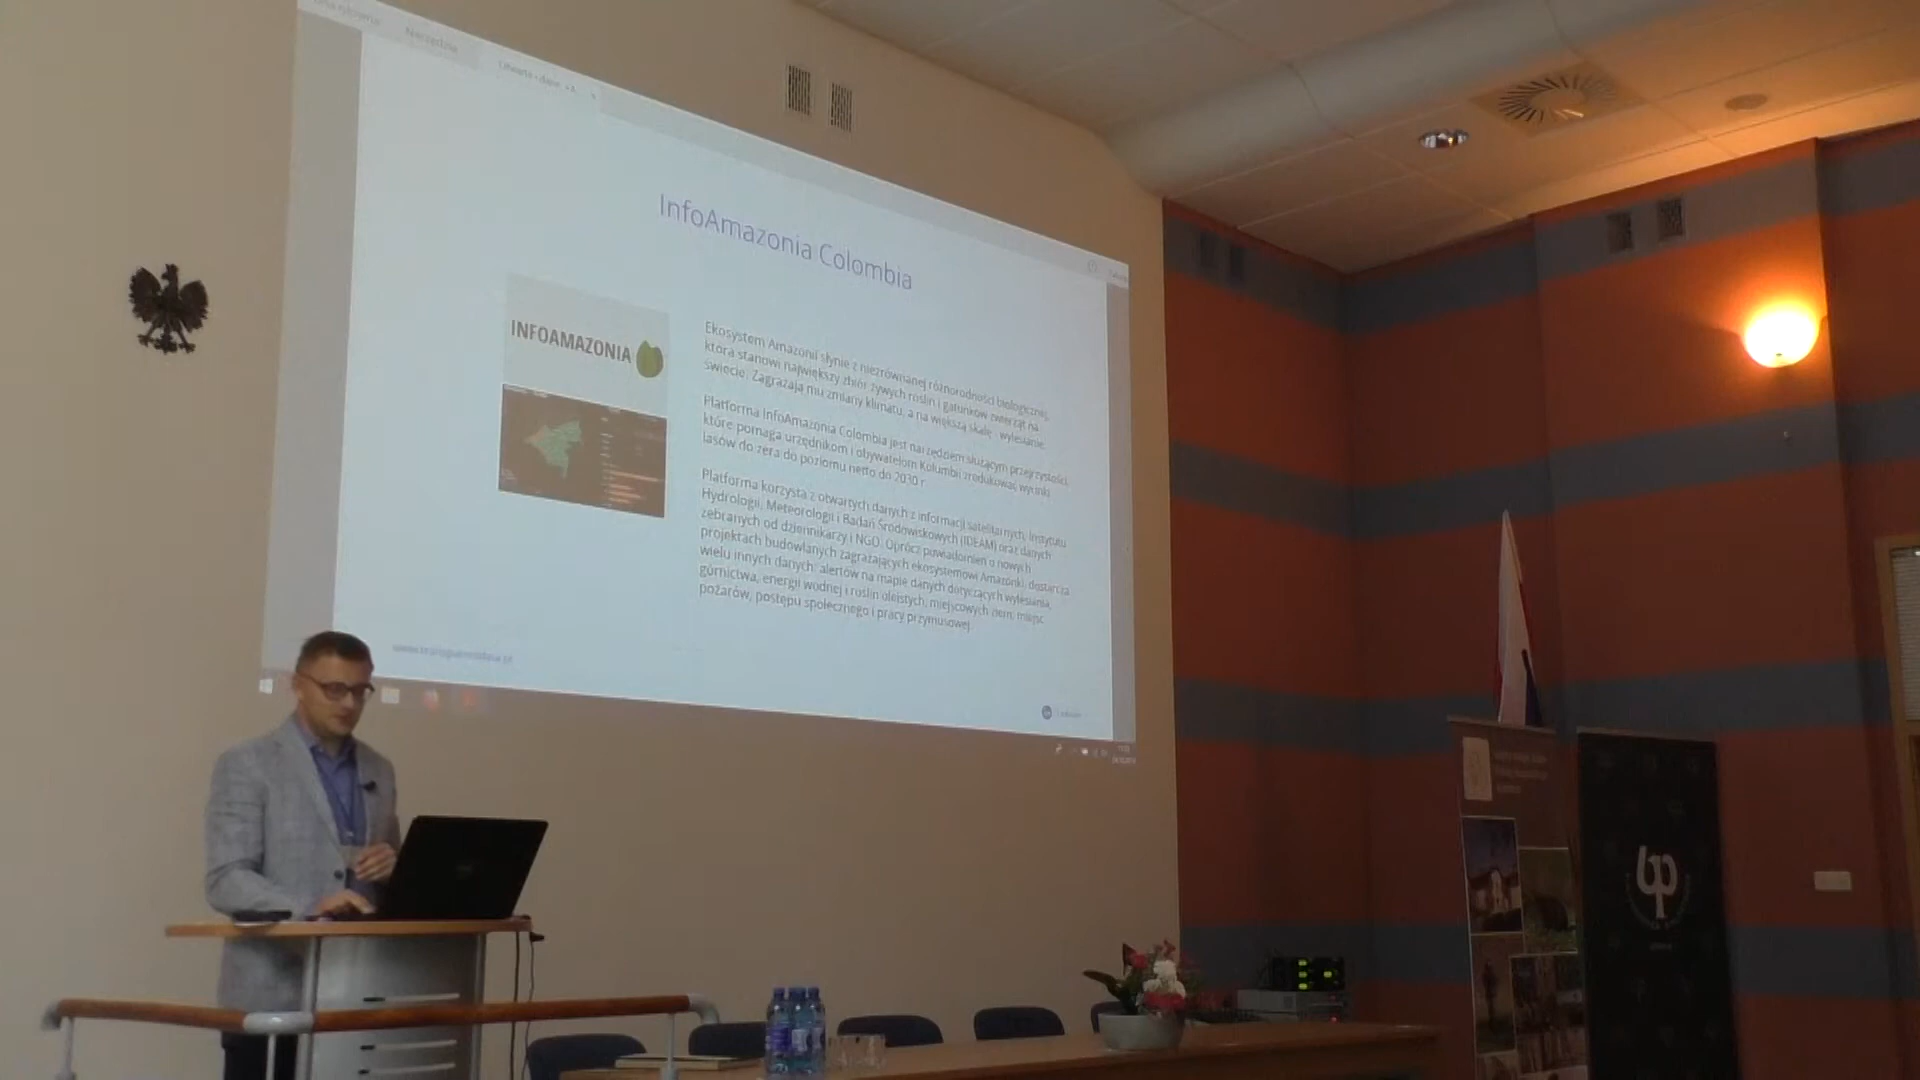 Narzędzia
InfoAmazonia Colombia
INFOAMAZONIA
Ekosystem Amazonii słynie z niezrównanej różnorodności biologicznej,
która stanowi największy zbiór żywych roślin i gatunków zwierząt na
świecie. Zagrażają mu zmiany klimatu, a na większą skalę - wylesianie.
Platforma InfoAmazonia Colombia jest narzędziem służącym przejrzystości,
które pomaga urzędnikom i obywatelom Kolumbii zredukować wycinki
lasów do zera do poziomu netto do 2030 r.
Platforma korzysta z otwartych danych z informacji satelitarnych, Instytutu
Hydrologii, Meteorologii i Badań Środowiskowych (IDEAM) oraz danych
zebranych od dziennikarzy i NGO. Oprócz powiadomień o nowych
projektach budowlanych zagrażających ekosystemowi Amazonki, dostarcza
wielu innych danych: alertów na mapie danych dotyczących wylesiania,
górnictwa, energii wodnej i roślin oleistych, miejscowych ziem, miejsc
pożarów, postępu społecznego i pracy przymusowej.